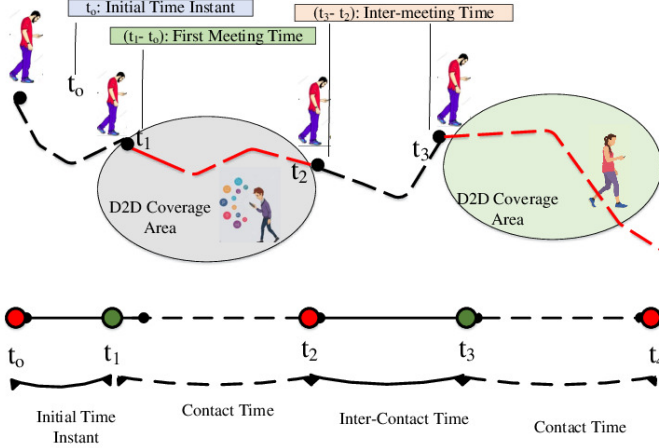 t₀: Initial Time Instant
(t₃- t₂): Inter-meeting Time
(t₁- t₀): First Meeting Time
t₀
t₁
t₂
t₃
D2D Coverage
Area
D2D Coverage
Area
t₀
t₁
t₂
t₃
t₄
Initial Time
Instant
Contact Time
Inter-Contact Time
Contact Time